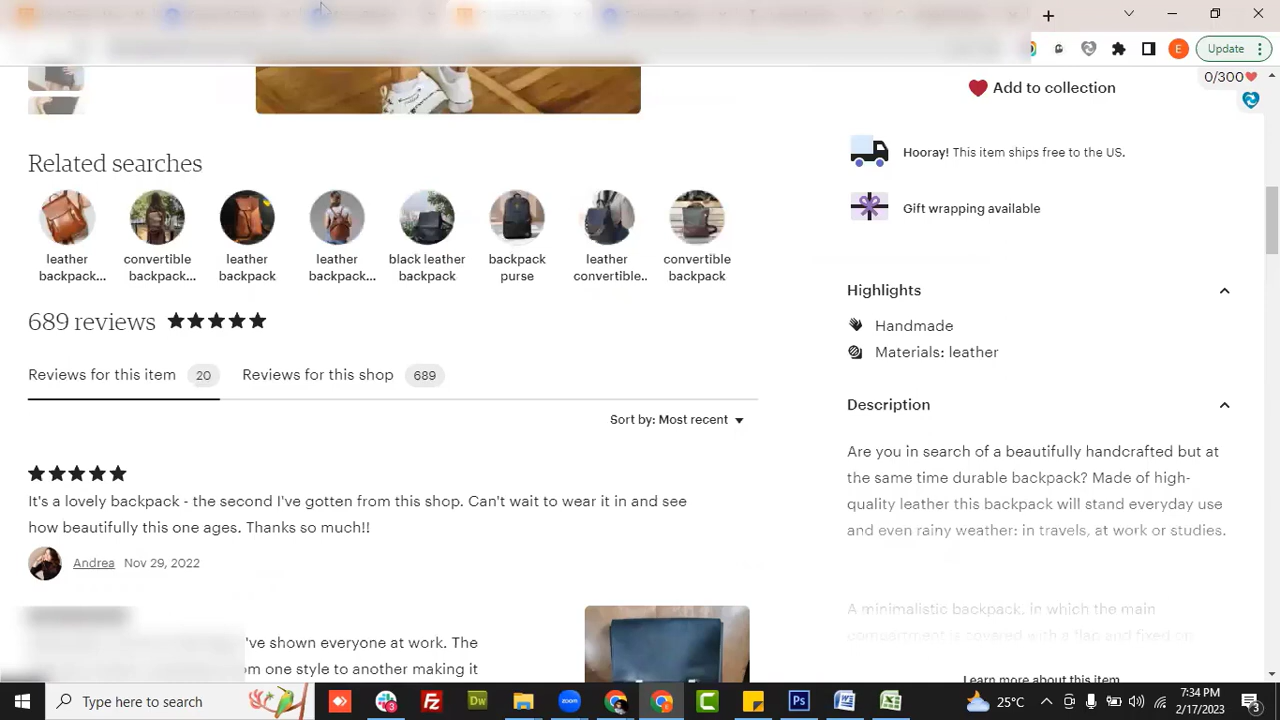 Update
0/300
Add to collection
Related searches
Hooray! This item ships free to the US.
Gift wrapping available
leather
backpack...
convertible
backpack...
leather
backpack
leather
backpack...
black leather
backpack
backpack
purse
leather
convertible..
convertible
backpack
Highlights
Handmade
Materials: leather
689 reviews
Reviews for this item 20 Reviews for this shop 689
Sort by: Most recent
Description
Are you in search of a beautifully handcrafted but at
the same time durable backpack? Made of high-
quality leather this backpack will stand everyday use
and even rainy weather: in travels, at work or studies.
A minimalistic backpack, in which the main
compartment is covered with a flap and fixed on
Learn more about this item
It's a lovely backpack - the second I've gotten from this shop. Can't wait to wear it in and see
how beautifully this one ages. Thanks so much!!
Andrea Nov 29, 2022
've shown everyone at work. The
om one style to another making it
Type here to search
25°C
7:34 PM
2/17/2023